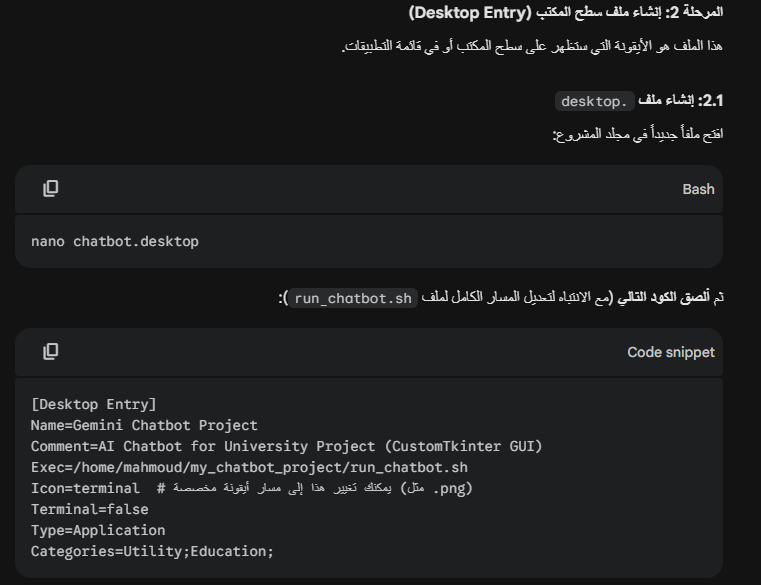 المرحلة 2: إنشاء ملف سطح المكتب (Desktop Entry)
هذا الملف هو الأيقونة التي ستظهر على سطح المكتب أو في قائمة التطبيقات.
2.1: إنشاء ملف .desktop
افتح ملفاً جديداً في مجلد المشروع:
Bash
nano chatbot.desktop
ثم ألصق الكود التالي (مع الانتباه لتعديل المسار الكامل لملف run_chatbot.sh):
Code snippet
[Desktop Entry]
Name=Gemini Chatbot Project
Comment=AI Chatbot for University Project (CustomTkinter GUI)
Exec=/home/mahmoud/my_chatbot_project/run_chatbot.sh
Icon=terminal  # يمكنك تغيير هذا إلى مسار أيقونة مخصصة (مثل .png)
Terminal=false
Type=Application
Categories=Utility;Education;